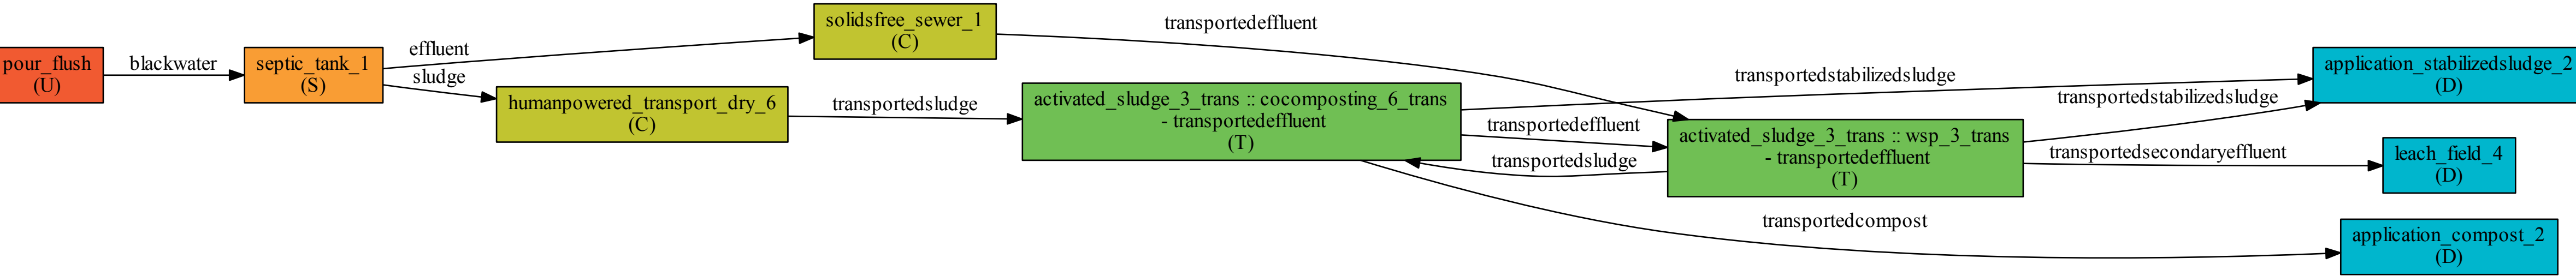 pour_flush
(U)
blackwater
septic_tank_1
(S)
effluent
sludge
solidsfree_sewer_1
(C)
humanpowered_transport_dry_6
(C)
transportedeffluent
transportedsludge
activated_sludge_3_trans :: cocomposting_6_trans
- transportedeffluent
(T)
transportedstabilizedsludge
transportedeffluent
transportedsludge
activated_sludge_3_trans :: wsp_3_trans
- transportedeffluent
(T)
transportedstabilizedsludge
transportedsecondaryeffluent
transportedcompost
application_stabilizedsludge_2
(D)
leach_field_4
(D)
application_compost_2
(D)